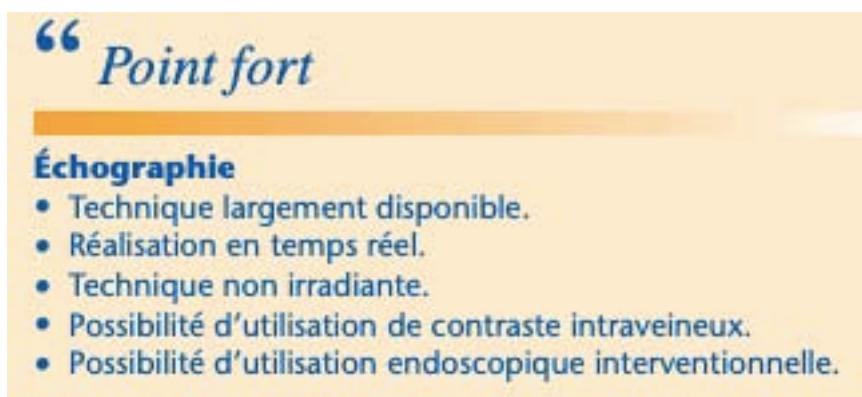 “ Point fort
Échographie
• Technique largement disponible.
• Réalisation en temps réel.
• Technique non irradiante.
• Possibilité d’utilisation de contraste intraveineux.
• Possibilité d’utilisation endoscopique interventionnelle.